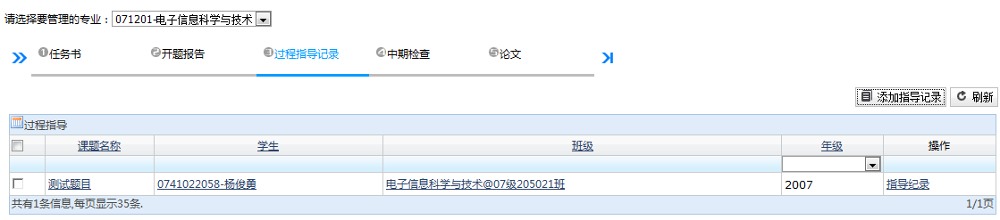 请选择要管理的专业：071201-电子信息科学与技术
1任务书 2开题报告 3过程指导记录 4中期检查 5论文
添加指导记录 刷新
过程指导
课题名称 学生 班级 年级 操作
测试题目 0741022058-杨俊勇 电子信息科学与技术@07级205021班 2007 指导纪录
共有1条信息,每页显示35条. 1/1页